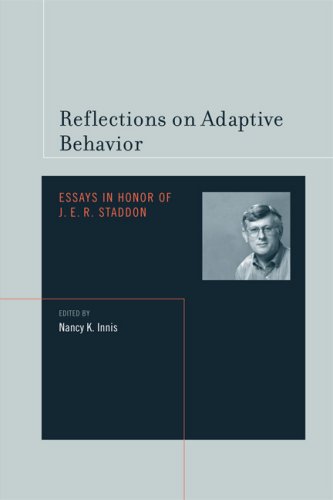 Reflections on Adaptive
Behavior
ESSAYS IN HONOR OF
J. E. R. STADDON
EDITED BY
Nancy K. Innis